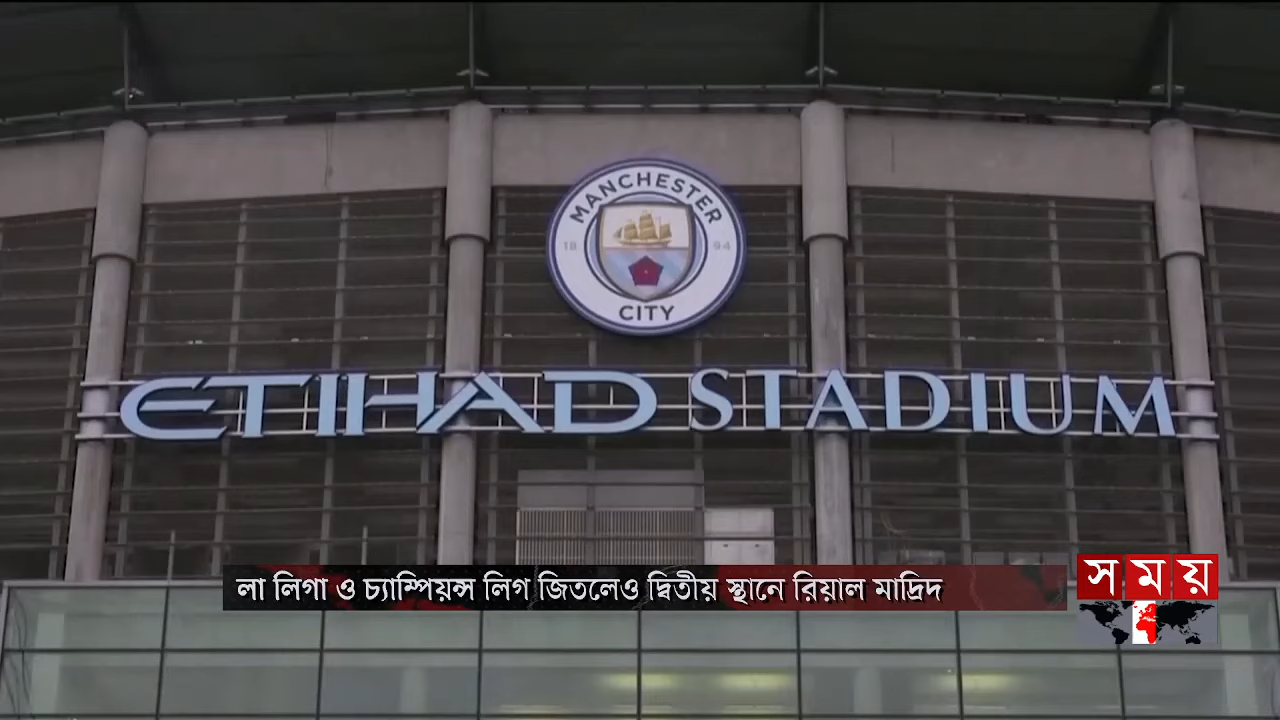 MANCHESTER
18 94
CITY
ETIHAD STADIUM
লা লিগা ও চ্যাম্পিয়ন্স লিগ জিতলেও দ্বিতীয় স্থানে রিয়াল মাদ্রিদ
সময়